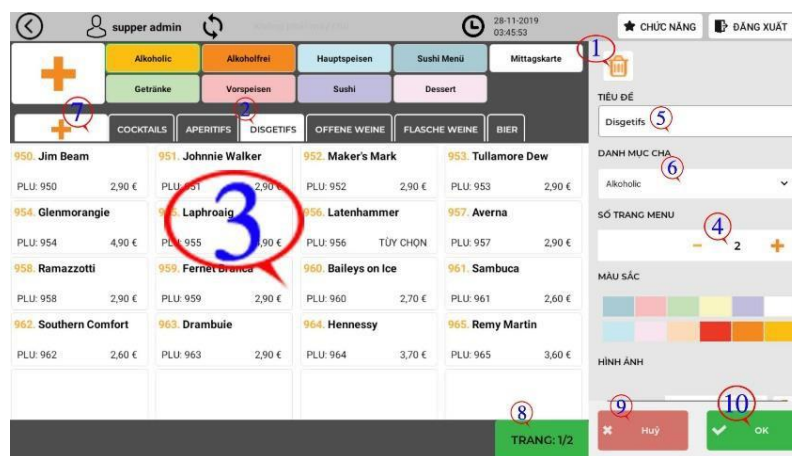 supper admin
28-11-2019
03:45:53
CHỨC NĂNG
ĐĂNG XUẤT
Alkoholic
Alkoholfrei
Hauptspeisen
Sushi Menü
Mittagskarte
Getränke
Vorspeisen
Sushi
Dessert
1
7
2
COCKTAILS
APERITIFS
DISGETIFS
OFFENE WEINE
FLASCHE WEINE
BIER
950. Jim Beam
951. Johnnie Walker
952. Maker's Mark
953. Tullamore Dew
PLU: 950 2,90 €
PLU: 951 2,90 €
PLU: 952 2,90 €
PLU: 953 2,90 €
3
954. Glenmorangie
Laphroaig
956. Latenhammer
957. Averna
PLU: 954 4,90 €
PLU: 955 ,90 €
PLU: 956 TÙY CHỌN
PLU: 957 2,90 €
958. Ramazzotti
959. Fernet Branca
960. Baileys on Ice
961. Sambuca
PLU: 958 2,90 €
PLU: 959 2,90 €
PLU: 960 2,70 €
PLU: 961 2,60 €
962. Southern Comfort
963. Drambuie
964. Hennessy
965. Remy Martin
PLU: 962 2,60 €
PLU: 963 2,90 €
PLU: 964 3,70 €
PLU: 965 3,60 €
8
TRANG: 1/2
TIÊU ĐỀ
Disgetifs 5
DANH MỤC CHA
6
Alkoholic
SỐ TRANG MENU
4
2
MÀU SẮC
HÌNH ẢNH
9
10
Huỷ
OK